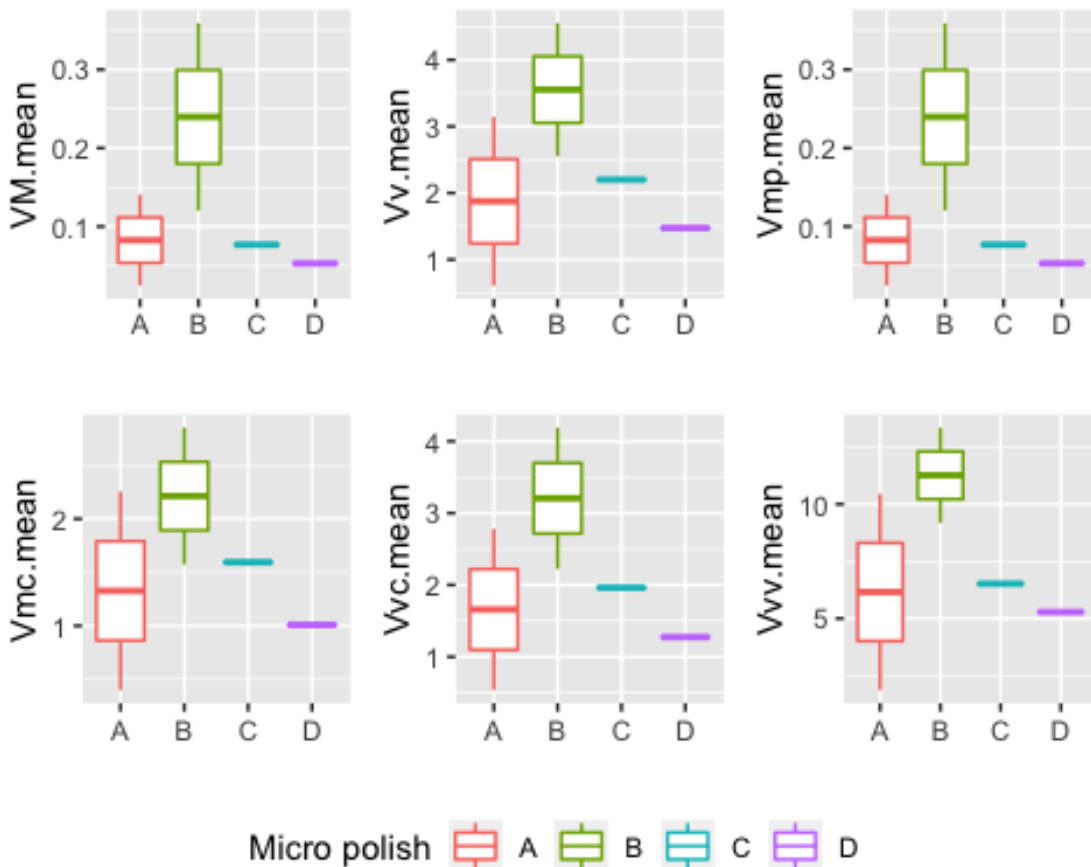 VM.mean
0.3
0.2
0.1
A B C D
Vv.mean
4
3
2
1
A B C D
Vmp.mean
0.3
0.2
0.1
A B C D
Vmc.mean
2
1
A B C D
Vvc.mean
4
3
2
1
A B C D
Vvv.mean
10
5
A B C D
Micro polish A B C D